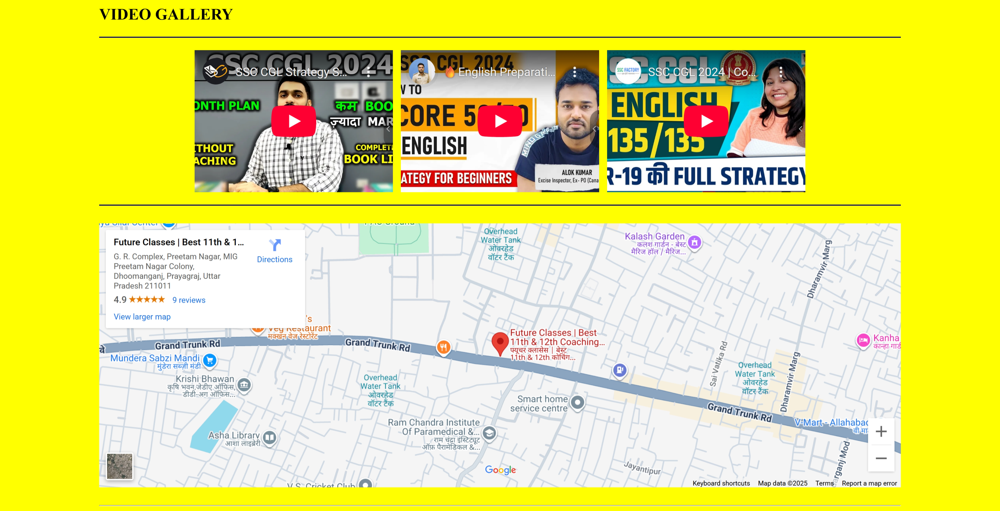 VIDEO GALLERY
SSC CGL 2024
SSC CGL Strategy S...
ONTH PLAN
कम BOO
ज़्यादा MAR
ITHOUT
ACHING
COMPLET
BOOK LI
SSC CGL 2024
🔥 English Preparati...
W TO
CORE 50/50
ENGLISH
ATEGY FOR BEGINNERS
ALOK KUMAR
Excise Inspector, Ex- PO (Cana
SSC CGL
SSC FACTORY
SSC CGL 2024 | Co...
ENGLISH
135/135
R-19 की FULL STRATEGY
Future Classes | Best 11th & 1...
G. R. Complex, Preetam Nagar, MIG
Preetam Nagar Colony,
Dhoomanganj, Prayagraj, Uttar
Pradesh 211011
Directions
4.9 ★★★★★ 9 reviews
View larger map
Overhead
Water Tank
ओवरहेड
वॉटर टैंक
Kalash Garden
कलश गार्डन - बेस्ट
मैरिज हॉल / मैरिज...
Dharamvir Marg
's
Veg Restaurant
मक्खन वेज रेस्टोरेंट
Grand Trunk Rd
Grand Trunk Rd
Future Classes | Best
11th & 12th Coaching...
फ्यूचर क्लासेस | बेस्ट
11th & 12th कोचिंग...
Kanha
कान्हा गार्ड
Mundera Sabzi Mandi
मुंडेरा सब्ज़ी मंडी
Krishi Bhawan
कृषि भवन,जेडीए ऑफिस,
डीडी-अग ऑफिस...
Overhead
Water Tank
ओवरहेड
वॉटर टैंक
Sai Vatika Rd
Overhead
Water Tank
ओवरहेड
वॉटर टैंक
Dharamvir Marg
Smart home
service centre
Grand Trunk Rd
V-Mart - Allahabad
वी मा
Ram Chandra Institute
Of Paramedical &...
राम चंद्रा इंस्टिट्यूट
ऑफ़ पैरामेडिकल &...
Asha Library
आशा लाइब्रेरी
Jayantipur
arganj Mod
Google
V.S. Cricket Club
Keyboard shortcuts Map data ©2025 Terms Report a map error